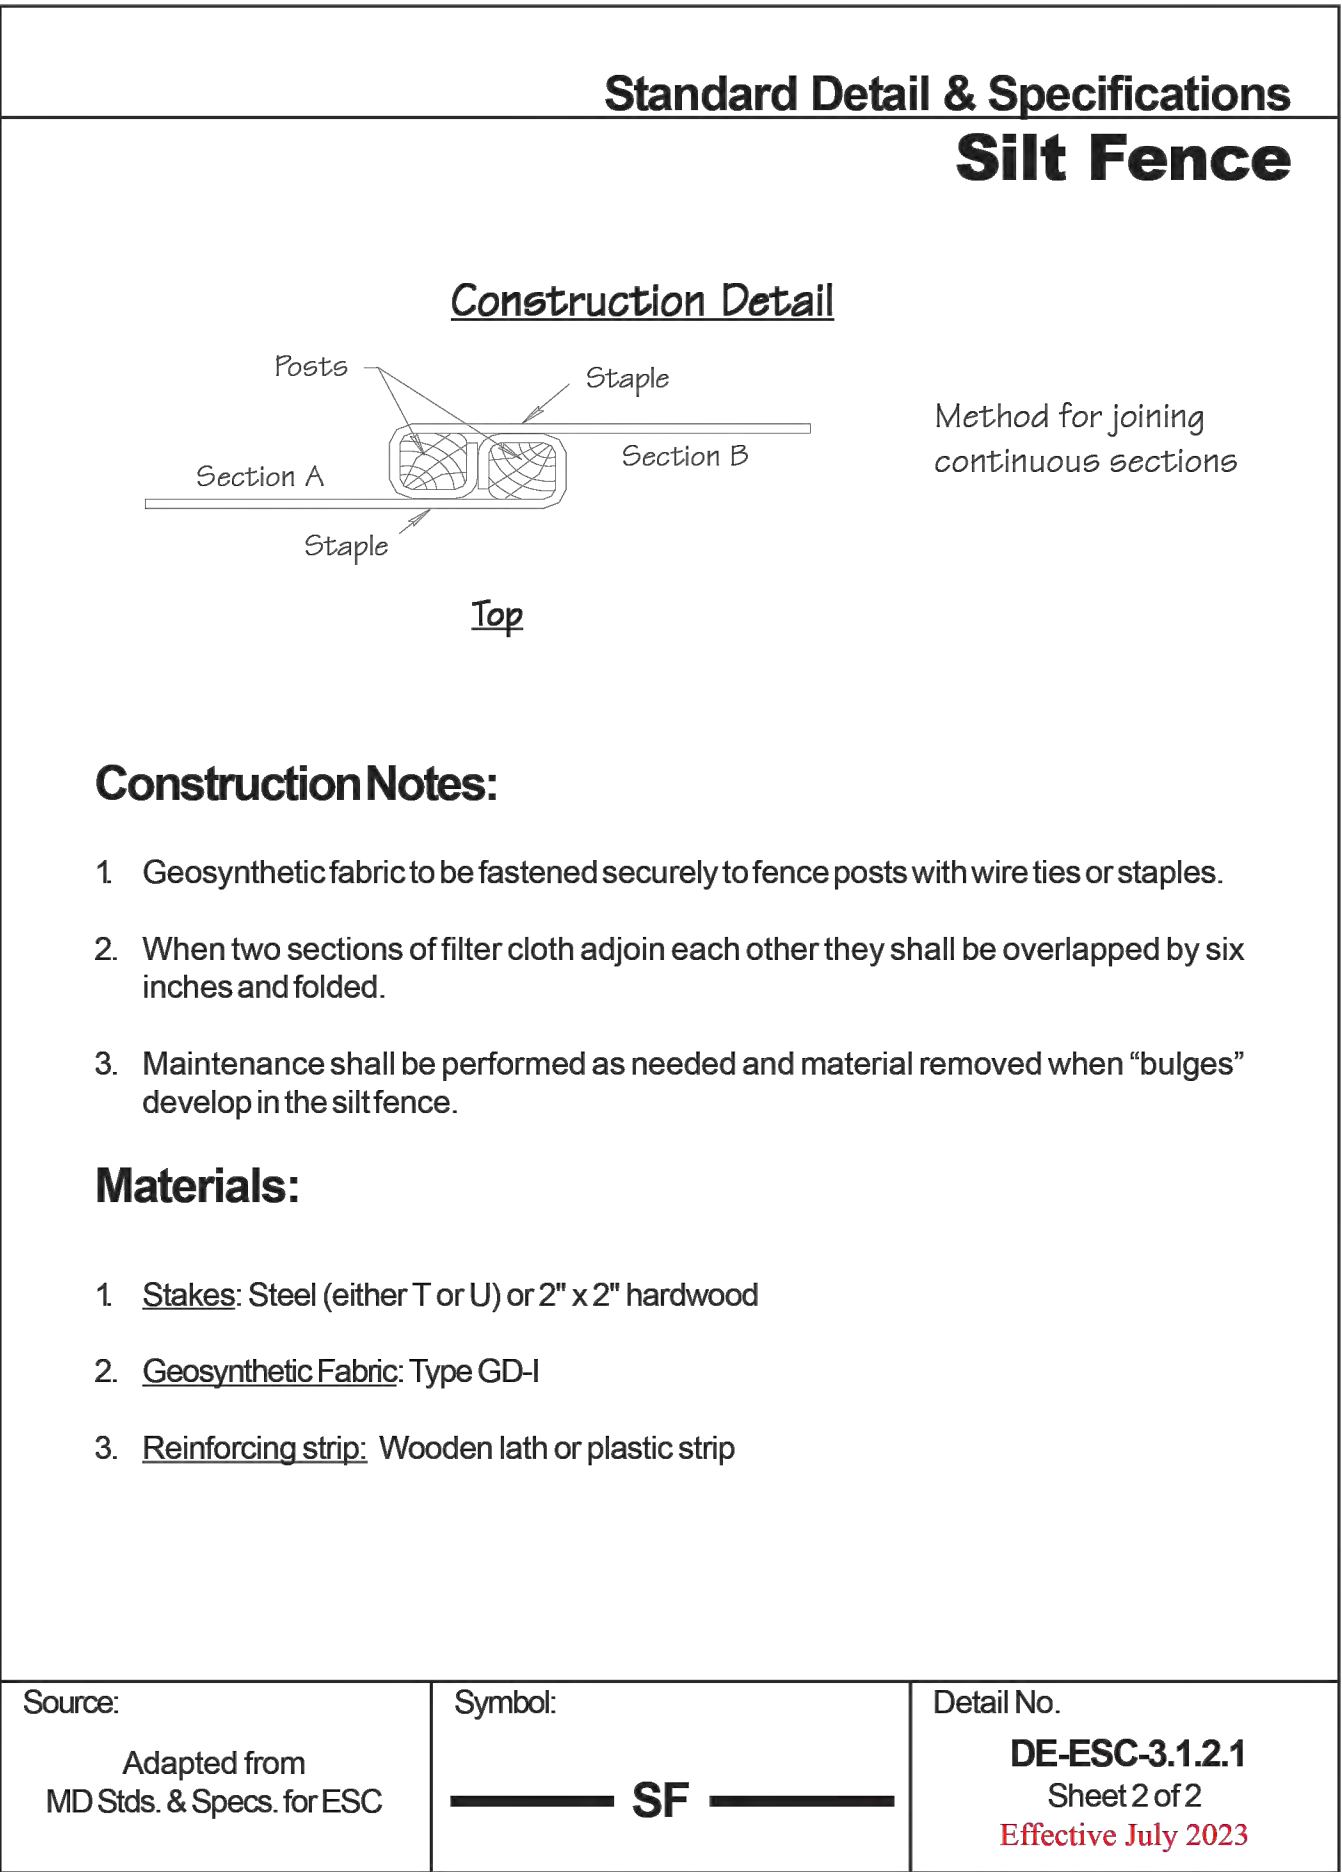 Standard Detail & Specifications
Silt Fence
Construction Detail
Posts
Staple
Method for joining
continuous sections
Section B
Section A
Staple
Top
Construction Notes:
1. Geosynthetic fabric to be fastened securely to fence posts with wire ties or staples.
2. When two sections of filter cloth adjoin each other they shall be overlapped by six
inches and folded.
3. Maintenance shall be performed as needed and material removed when “bulges”
develop in the silt fence.
Materials:
1. Stakes: Steel (either T or U) or 2" x 2" hardwood
2. Geosynthetic Fabric: Type GD-I
3. Reinforcing strip: Wooden lath or plastic strip
Source:
Adapted from
MD Stds. & Specs. for ESC
Symbol:
SF
Detail No.
DE-ESC-3.1.2.1
Sheet 2 of 2
Effective July 2023